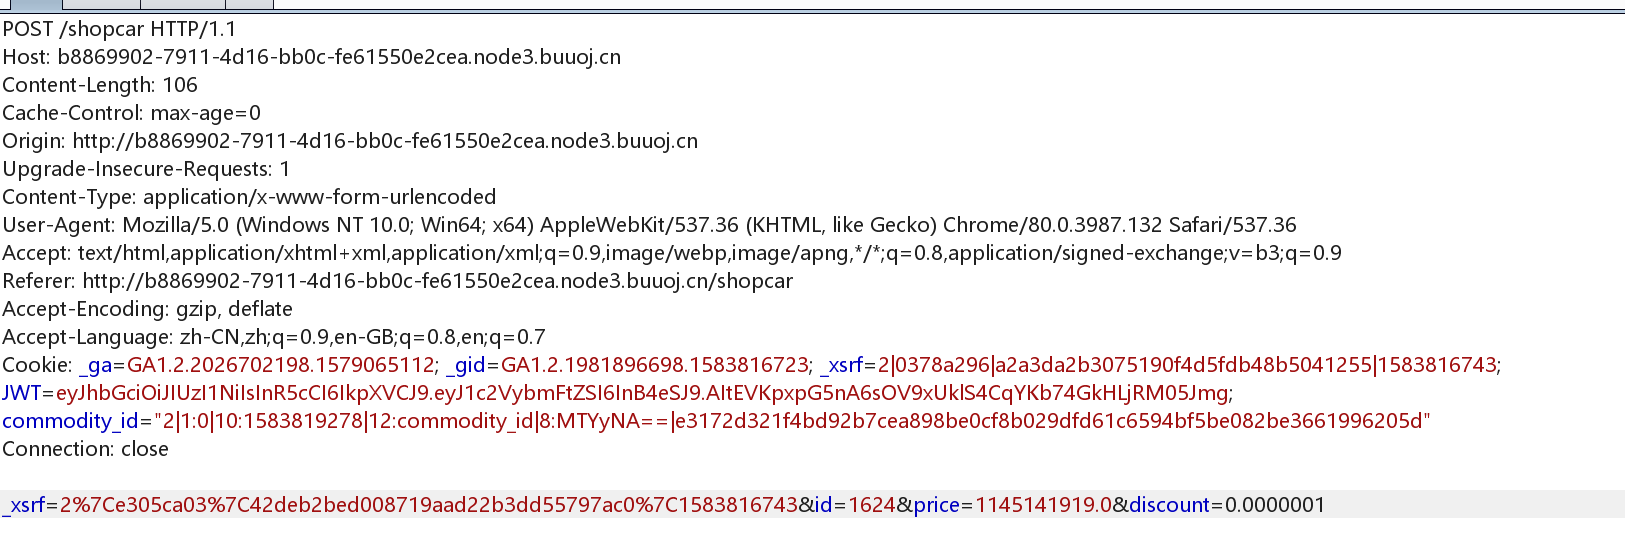 POST /shopcar HTTP/1.1
Host: b8869902-7911-4d16-bb0c-fe61550e2cea.node3.buuoj.cn
Content-Length: 106
Cache-Control: max-age=0
Origin: http://b8869902-7911-4d16-bb0c-fe61550e2cea.node3.buuoj.cn
Upgrade-Insecure-Requests: 1
Content-Type: application/x-www-form-urlencoded
User-Agent: Mozilla/5.0 (Windows NT 10.0; Win64; x64) AppleWebKit/537.36 (KHTML, like Gecko) Chrome/80.0.3987.132 Safari/537.36
Accept: text/html,application/xhtml+xml,application/xml;q=0.9,image/webp,image/apng,*/*;q=0.8,application/signed-exchange;v=b3;q=0.9
Referer: http://b8869902-7911-4d16-bb0c-fe61550e2cea.node3.buuoj.cn/shopcar
Accept-Encoding: gzip, deflate
Accept-Language: zh-CN,zh;q=0.9,en-GB;q=0.8,en;q=0.7
Cookie: _ga=GA1.2.2026702198.1579065112; _gid=GA1.2.1981896698.1583816723; _xsrf=2|0378a296|a2a3da2b3075190f4d5fdb48b5041255|1583816743;
JWT=eyJhbGciOiJIUzI1NiIsInR5cCI6IkpXVCJ9.eyJ1c2VybmFtZSI6InB4eSJ9.AItEVKpxpG5nA6sOV9xUklS4CqYKb74GkHLjRM05Jmg;
commodity_id="2|1:0|10:1583819278|12:commodity_id|8:MTYyNA==|e3172d321f4bd92b7cea898be0cf8b029dfd61c6594bf5be082be3661996205d"
Connection: close
_xsrf=2%7Ce305ca03%7C42deb2bed008719aad22b3dd55797ac0%7C1583816743&id=1624&price=1145141919.0&discount=0.0000001